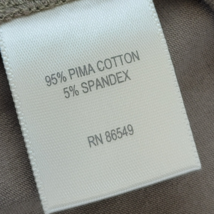 95% PIMA COTTON
5% SPANDEX
RN 86549